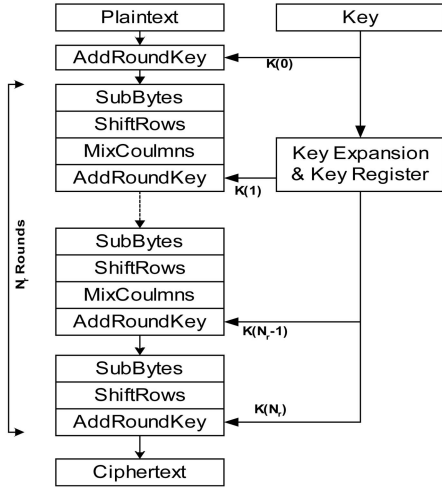 Plaintext
Key
AddRoundKey
K(0)
SubBytes
ShiftRows
MixCoulmns
AddRoundKey
K(1)
Key Expansion
& Key Register
Nr Rounds
SubBytes
ShiftRows
MixCoulmns
AddRoundKey
K(Nr-1)
SubBytes
ShiftRows
AddRoundKey
K(Nr)
Ciphertext